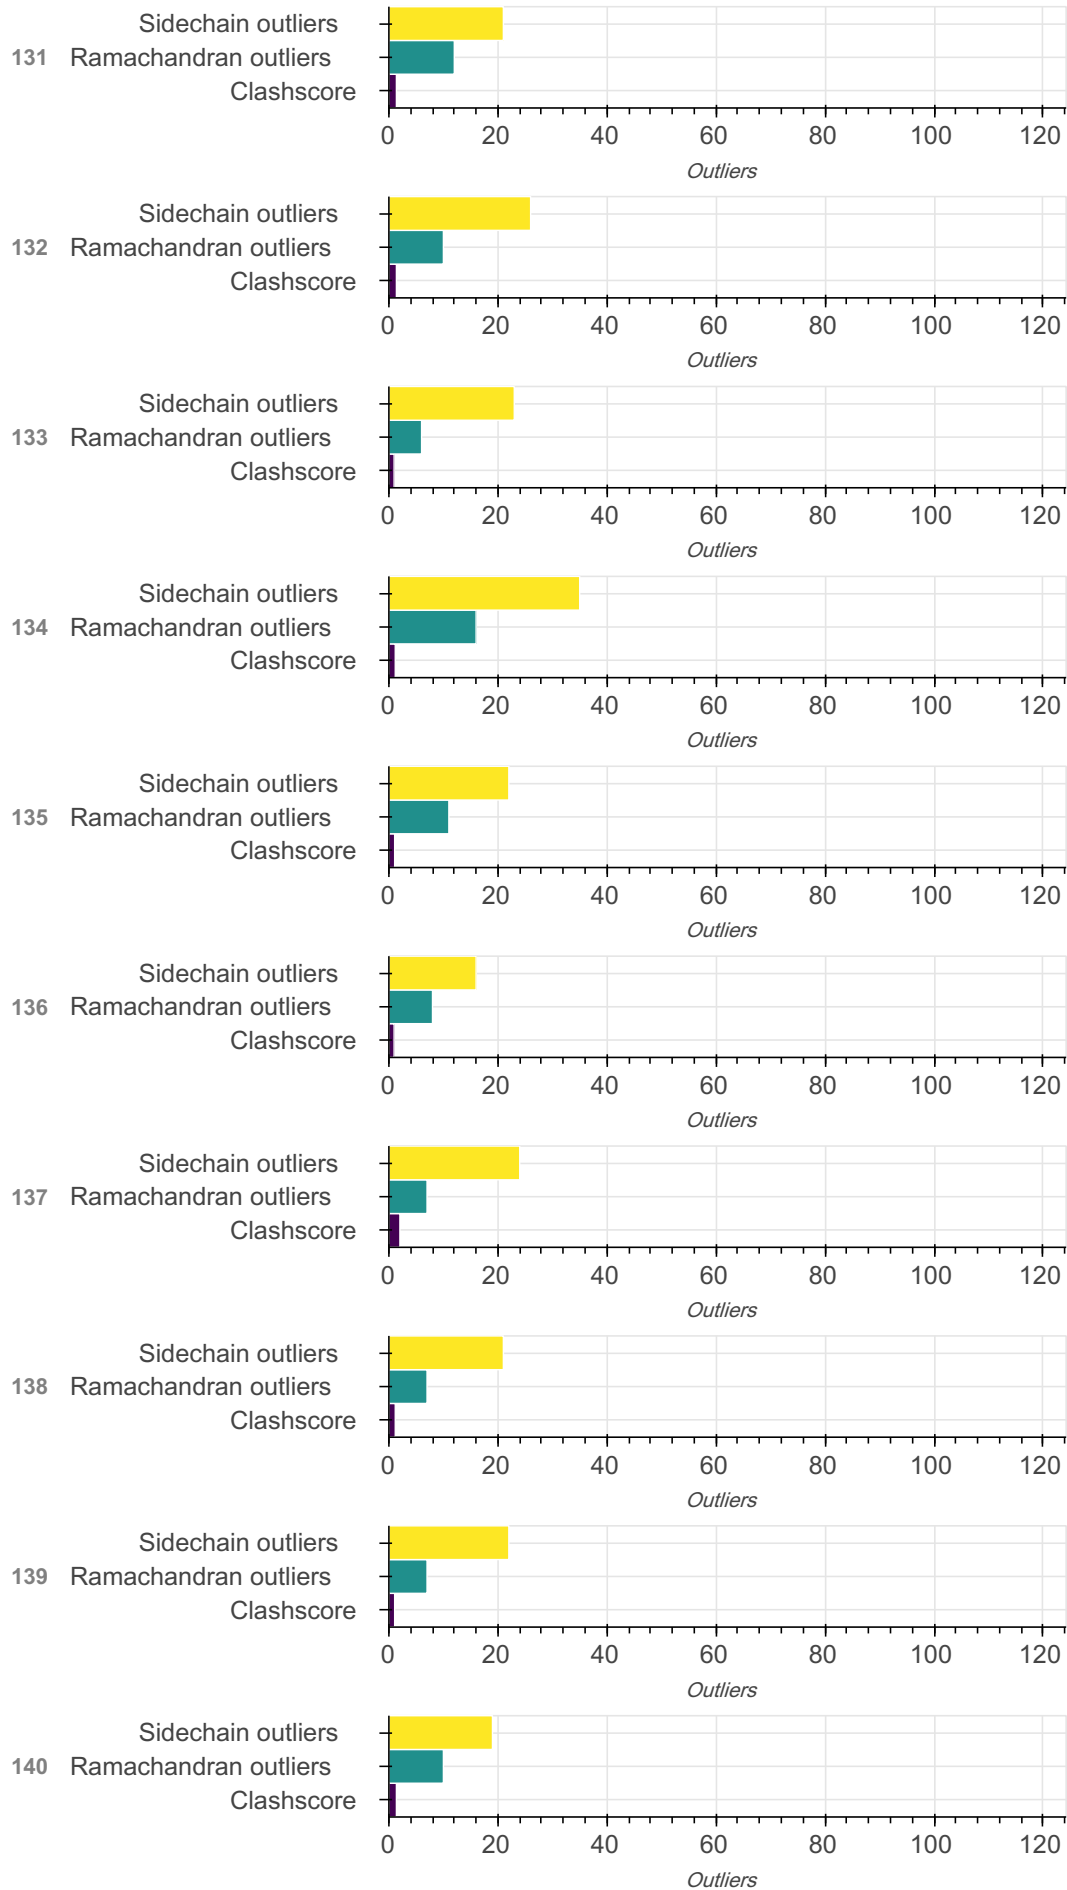 Sidechain outliers
131 Ramachandran outliers
Clashscore
0 20 40 60 80 100 120
Outliers
Sidechain outliers
132 Ramachandran outliers
Clashscore
0 20 40 60 80 100 120
Outliers
Sidechain outliers
133 Ramachandran outliers
Clashscore
0 20 40 60 80 100 120
Outliers
Sidechain outliers
134 Ramachandran outliers
Clashscore
0 20 40 60 80 100 120
Outliers
Sidechain outliers
135 Ramachandran outliers
Clashscore
0 20 40 60 80 100 120
Outliers
Sidechain outliers
136 Ramachandran outliers
Clashscore
0 20 40 60 80 100 120
Outliers
Sidechain outliers
137 Ramachandran outliers
Clashscore
0 20 40 60 80 100 120
Outliers
Sidechain outliers
138 Ramachandran outliers
Clashscore
0 20 40 60 80 100 120
Outliers
Sidechain outliers
139 Ramachandran outliers
Clashscore
0 20 40 60 80 100 120
Outliers
Sidechain outliers
140 Ramachandran outliers
Clashscore
0 20 40 60 80 100 120
Outliers